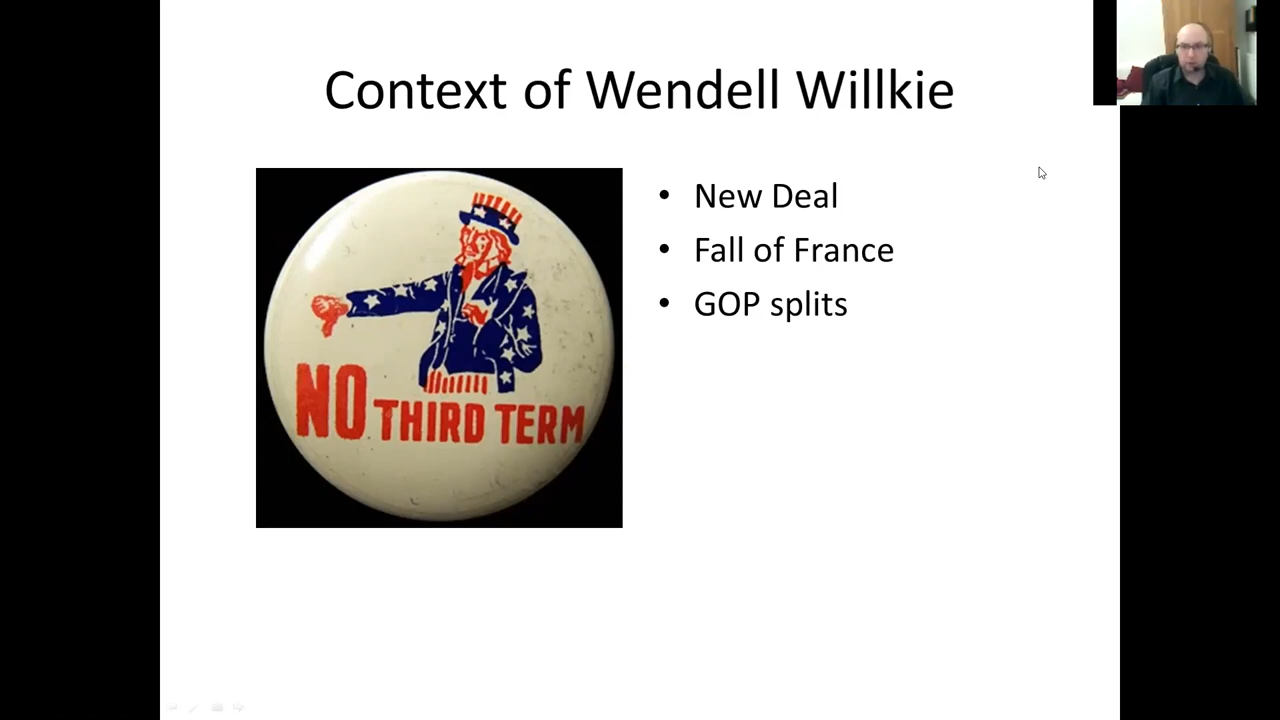 Context of Wendell Willkie
NO THIRD TERM
• New Deal
• Fall of France
• GOP splits